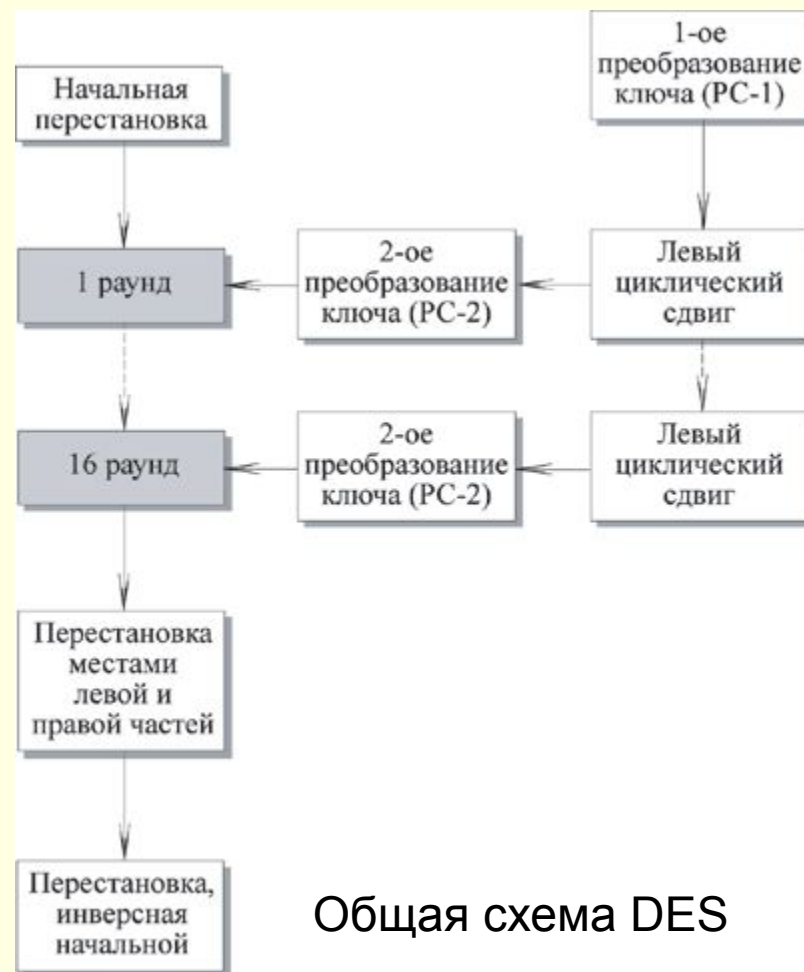 1-ое
преобразование
ключа (PC-1)
Начальная
перестановка
1 раунд
2-ое
преобразование
ключа (PC-2)
Левый
циклический
сдвиг
16 раунд
2-ое
преобразование
ключа (PC-2)
Левый
циклический
сдвиг
Перестановка
местами
левой и
правой частей
Перестановка,
инверсная
начальной
Общая схема DES